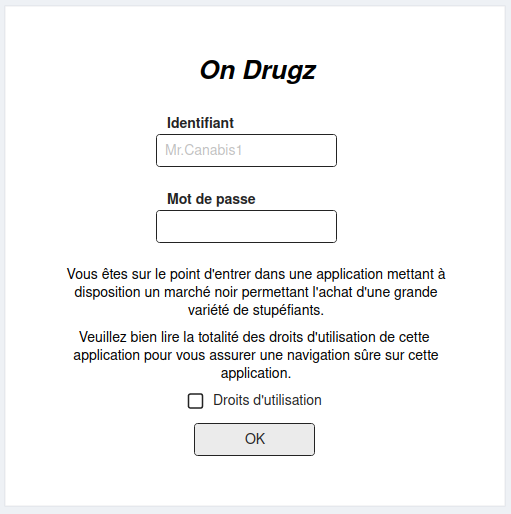 On Drugz
Identifiant
Mr.Canabis1
Mot de passe
Vous êtes sur le point d'entrer dans une application mettant à
disposition un marché noir permettant l'achat d'une grande
variété de stupéfiants.
Veuillez bien lire la totalité des droits d'utilisation de cette
application pour vous assurer une navigation sûre sur cette
application.
Droits d'utilisation
OK